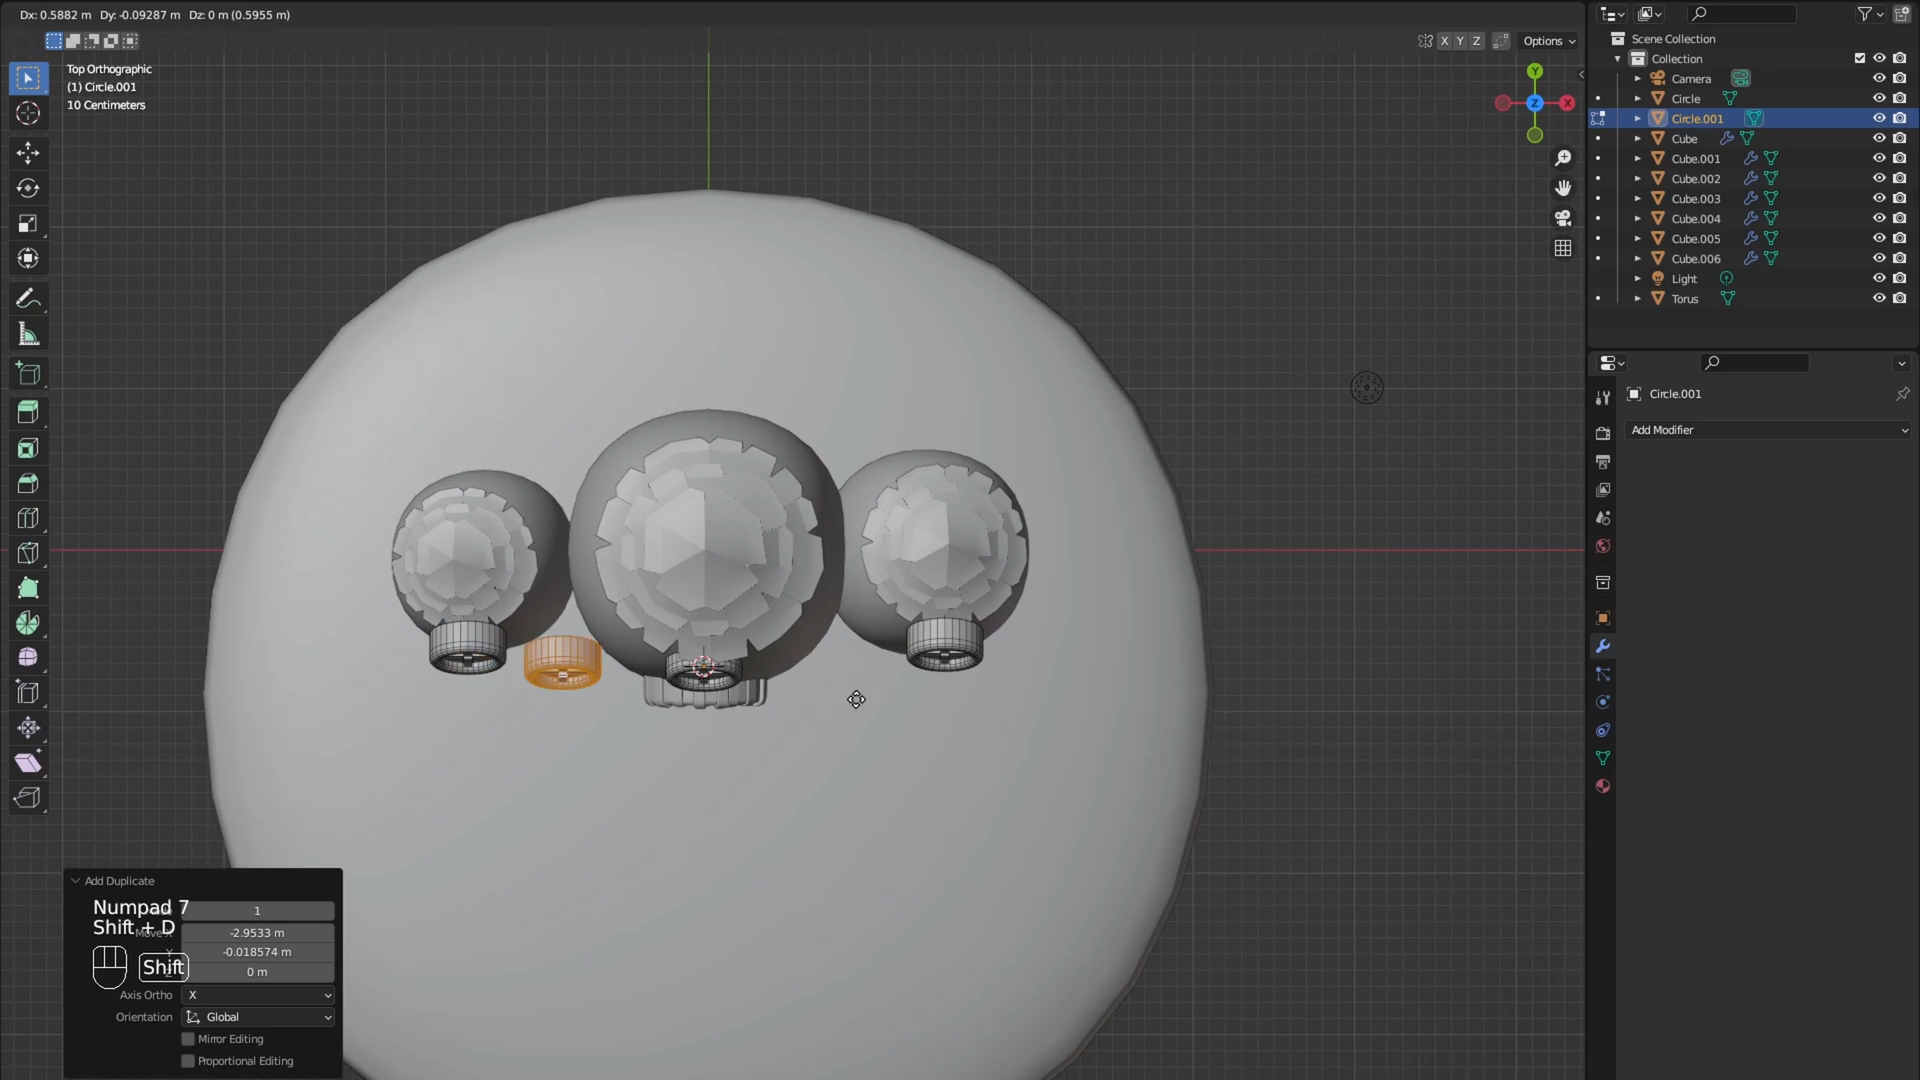 Dx: 0.5882 m   Dy: -0.09287 m   Dz: 0 m (0.5955 m)
X Y Z Options
Top Orthographic
(1) Circle.001
10 Centimeters
Y
Z X
Scene Collection
Collection
Camera
Circle
Circle.001
Cube
Cube.001
Cube.002
Cube.003
Cube.004
Cube.005
Cube.006
Light
Torus
Circle.001
Add Modifier
Add Duplicate
Numpad 7
1
Shift + D
Move X -2.9533 m
-0.018574 m
Shift 0 m
Axis Ortho X
Orientation Global
Mirror Editing
Proportional Editing